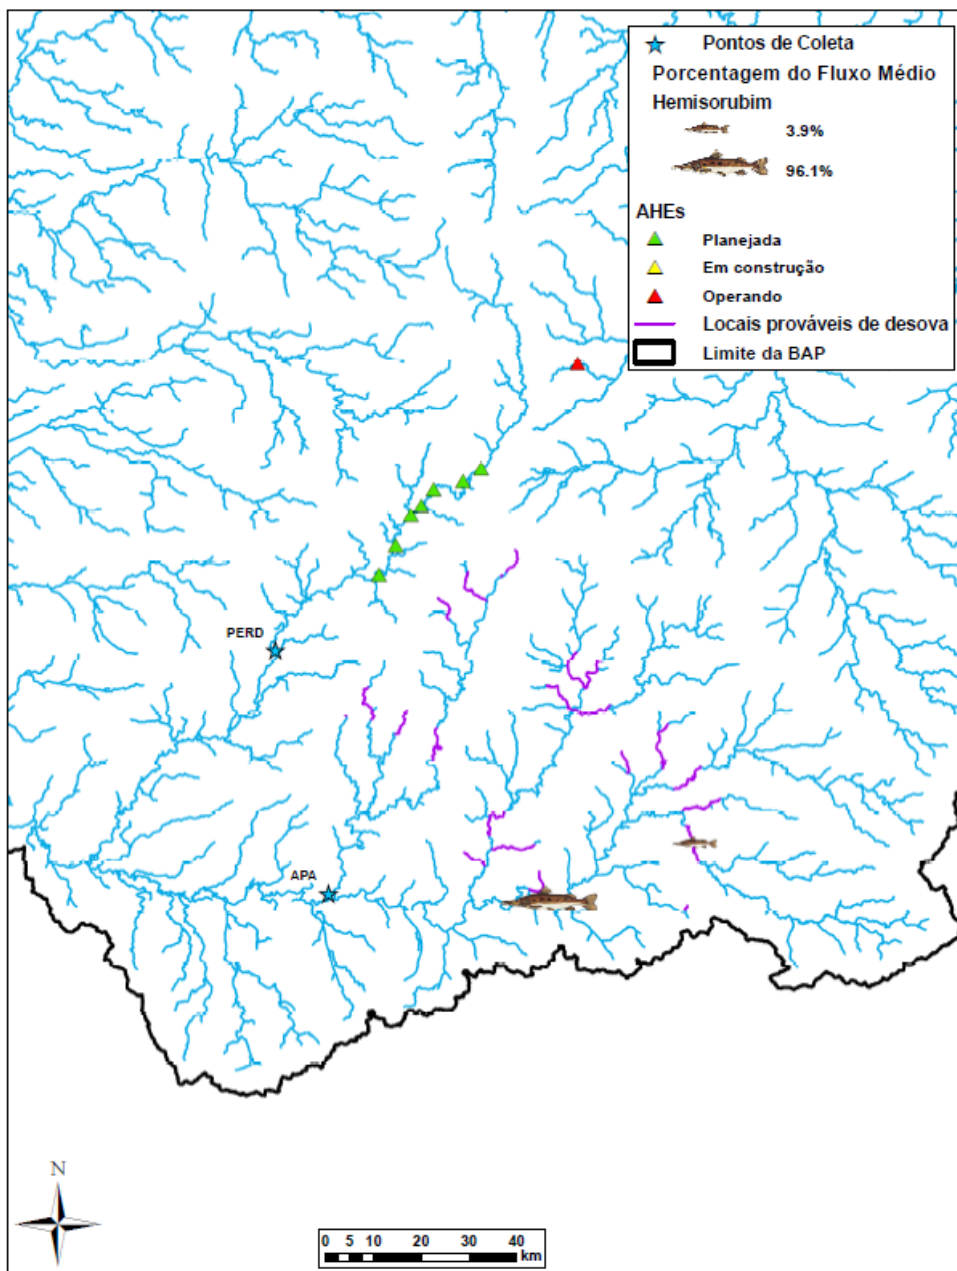 Pontos de Coleta
Porcentagem do Fluxo Médio
Hemisorubim
3.9%
96.1%
AHEs
Planejada
Em construção
Operando
Locais prováveis de desova
Limite da BAP
PERD
APA
N
0 5 10 20 30 40
km